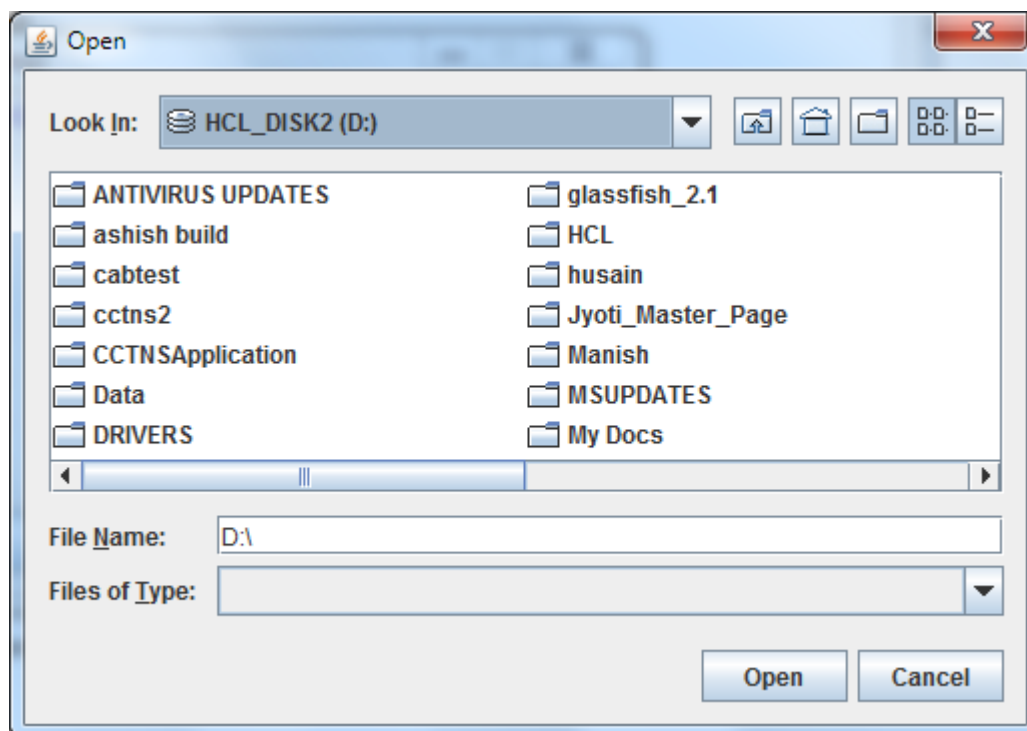 Open
Look In: HCL_DISK2 (D:)
ANTIVIRUS UPDATES
ashish build
cabtest
cctns2
CCTNSApplication
Data
DRIVERS
glassfish_2.1
HCL
husain
Jyoti_Master_Page
Manish
MSUPDATES
My Docs
File Name: D:\
Files of Type:
Open Cancel